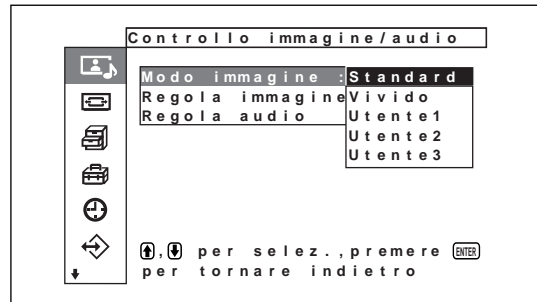 Controllo immagine/audio
Modo immagine : Standard
Regola immagine Vivido
Regola audio Utente1
Utente2
Utente3
, per selez., premere ENTER
per tornare indietro